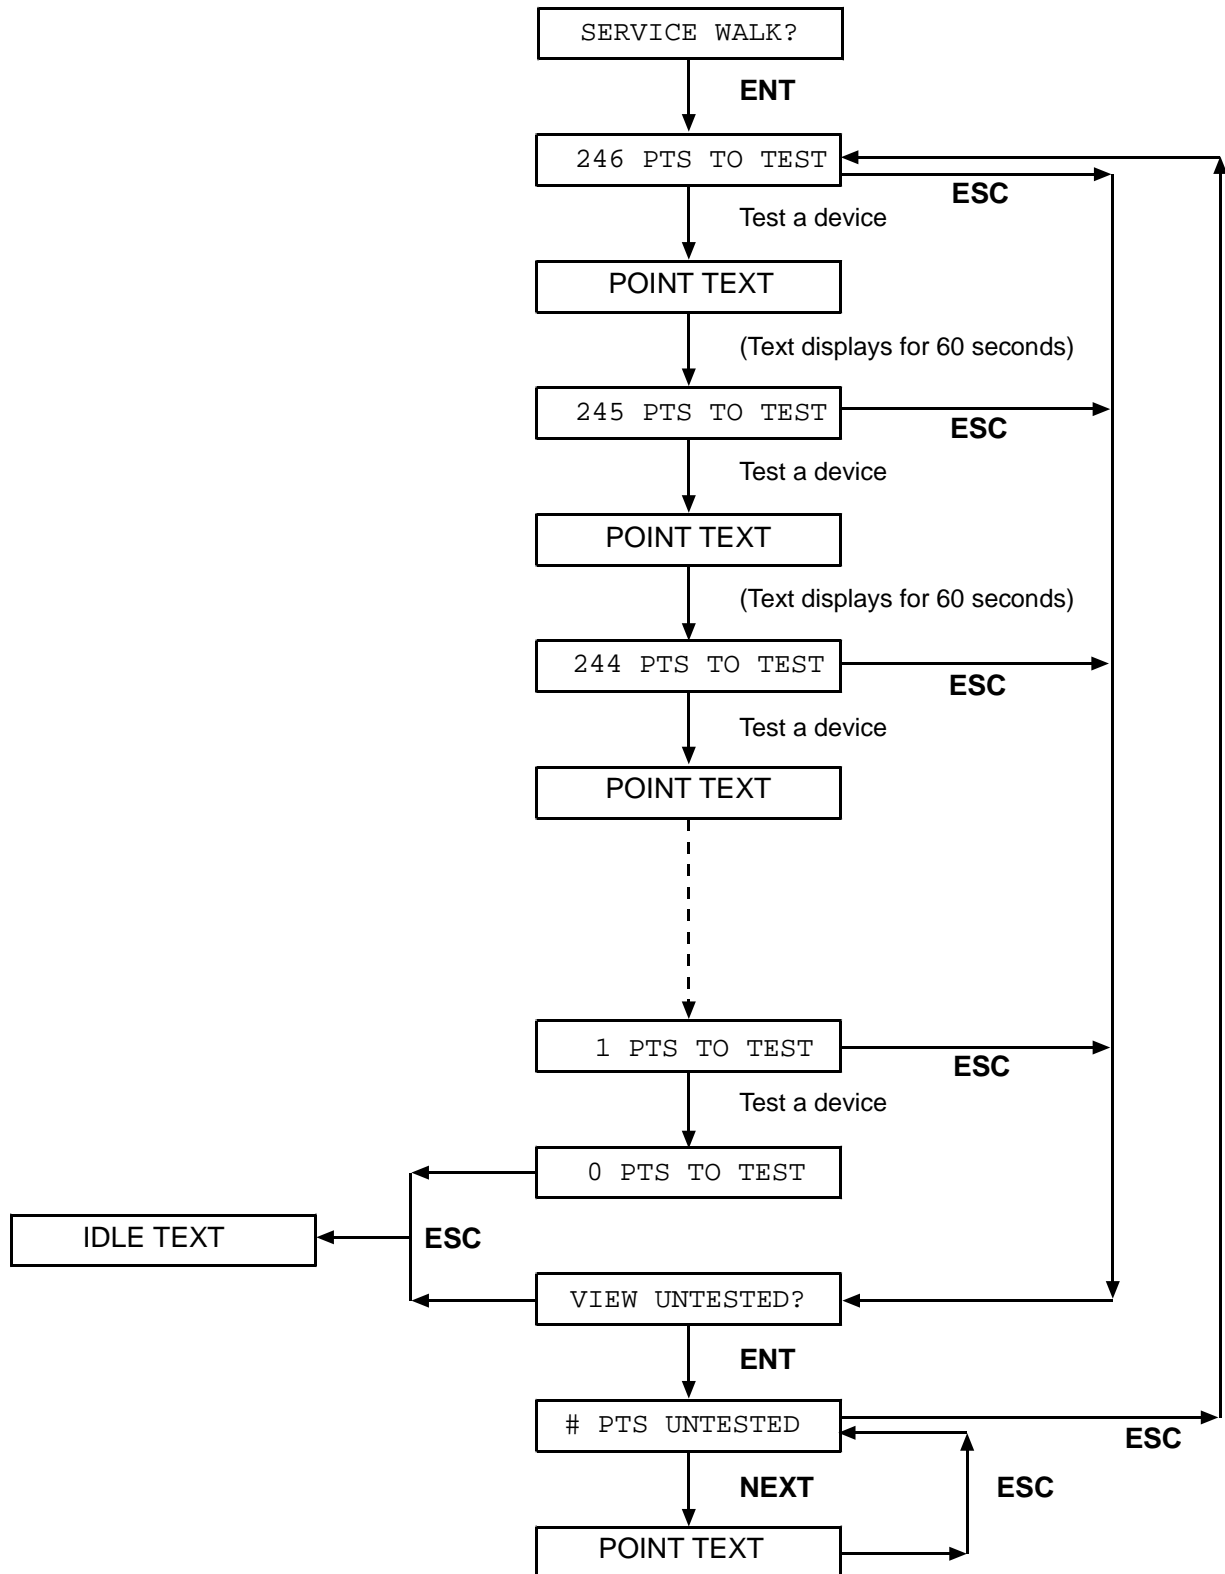 SERVICE WALK?
ENT
246 PTS TO TEST
ESC
Test a device
POINT TEXT
(Text displays for 60 seconds)
245 PTS TO TEST
ESC
Test a device
POINT TEXT
(Text displays for 60 seconds)
244 PTS TO TEST
ESC
Test a device
POINT TEXT
1 PTS TO TEST
ESC
Test a device
0 PTS TO TEST
IDLE TEXT
ESC
VIEW UNTESTED?
ENT
# PTS UNTESTED
ESC
NEXT
ESC
POINT TEXT